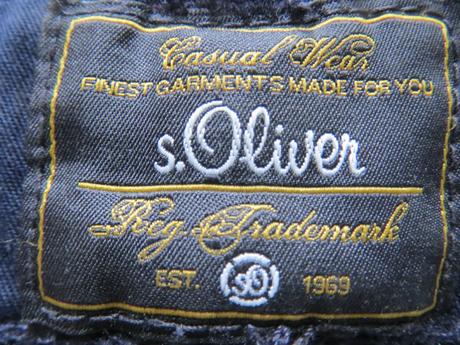 Casual Wear
FINEST GARMENTS MADE FOR YOU
s.Oliver
Reg. Trademark
EST. sO 1969